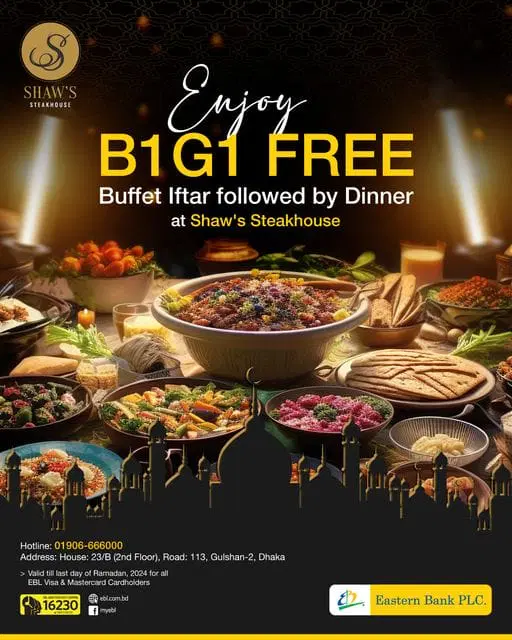 SHAW'S
STEAKHOUSE
Enjoy
B1G1 FREE
Buffet Iftar followed by Dinner
at Shaw's Steakhouse
Hotline: 01906-666000
Address: House: 23/B (2nd Floor), Road: 113, Gulshan-2, Dhaka
> Valid till last day of Ramadan, 2024 for all
EBL Visa & Mastercard Cardholders
16230
ebl.com.bd
myebl
Eastern Bank PLC.